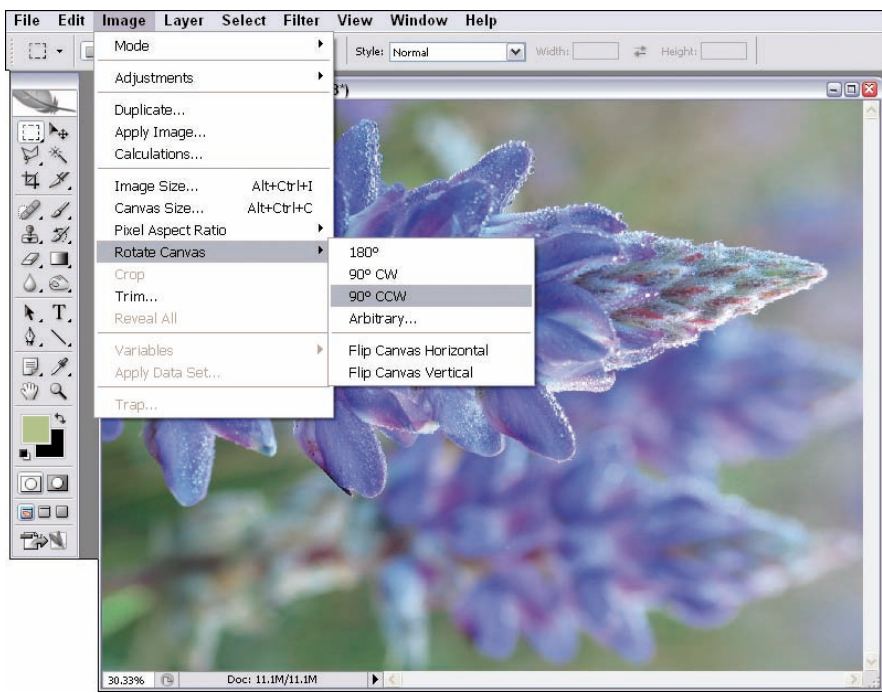 File Edit Image Layer Select Filter View Window Help
Style: Normal Width: Height:
Mode
Adjustments
Duplicate...
Apply Image...
Calculations...
Image Size... Alt+Ctrl+I
Canvas Size... Alt+Ctrl+C
Pixel Aspect Ratio
Rotate Canvas
Crop
Trim...
Reveal All
Variables
Apply Data Set...
Trap...
180º
90º CW
90º CCW
Arbitrary...
Flip Canvas Horizontal
Flip Canvas Vertical
T
30.33% Doc: 11.1M/11.1M